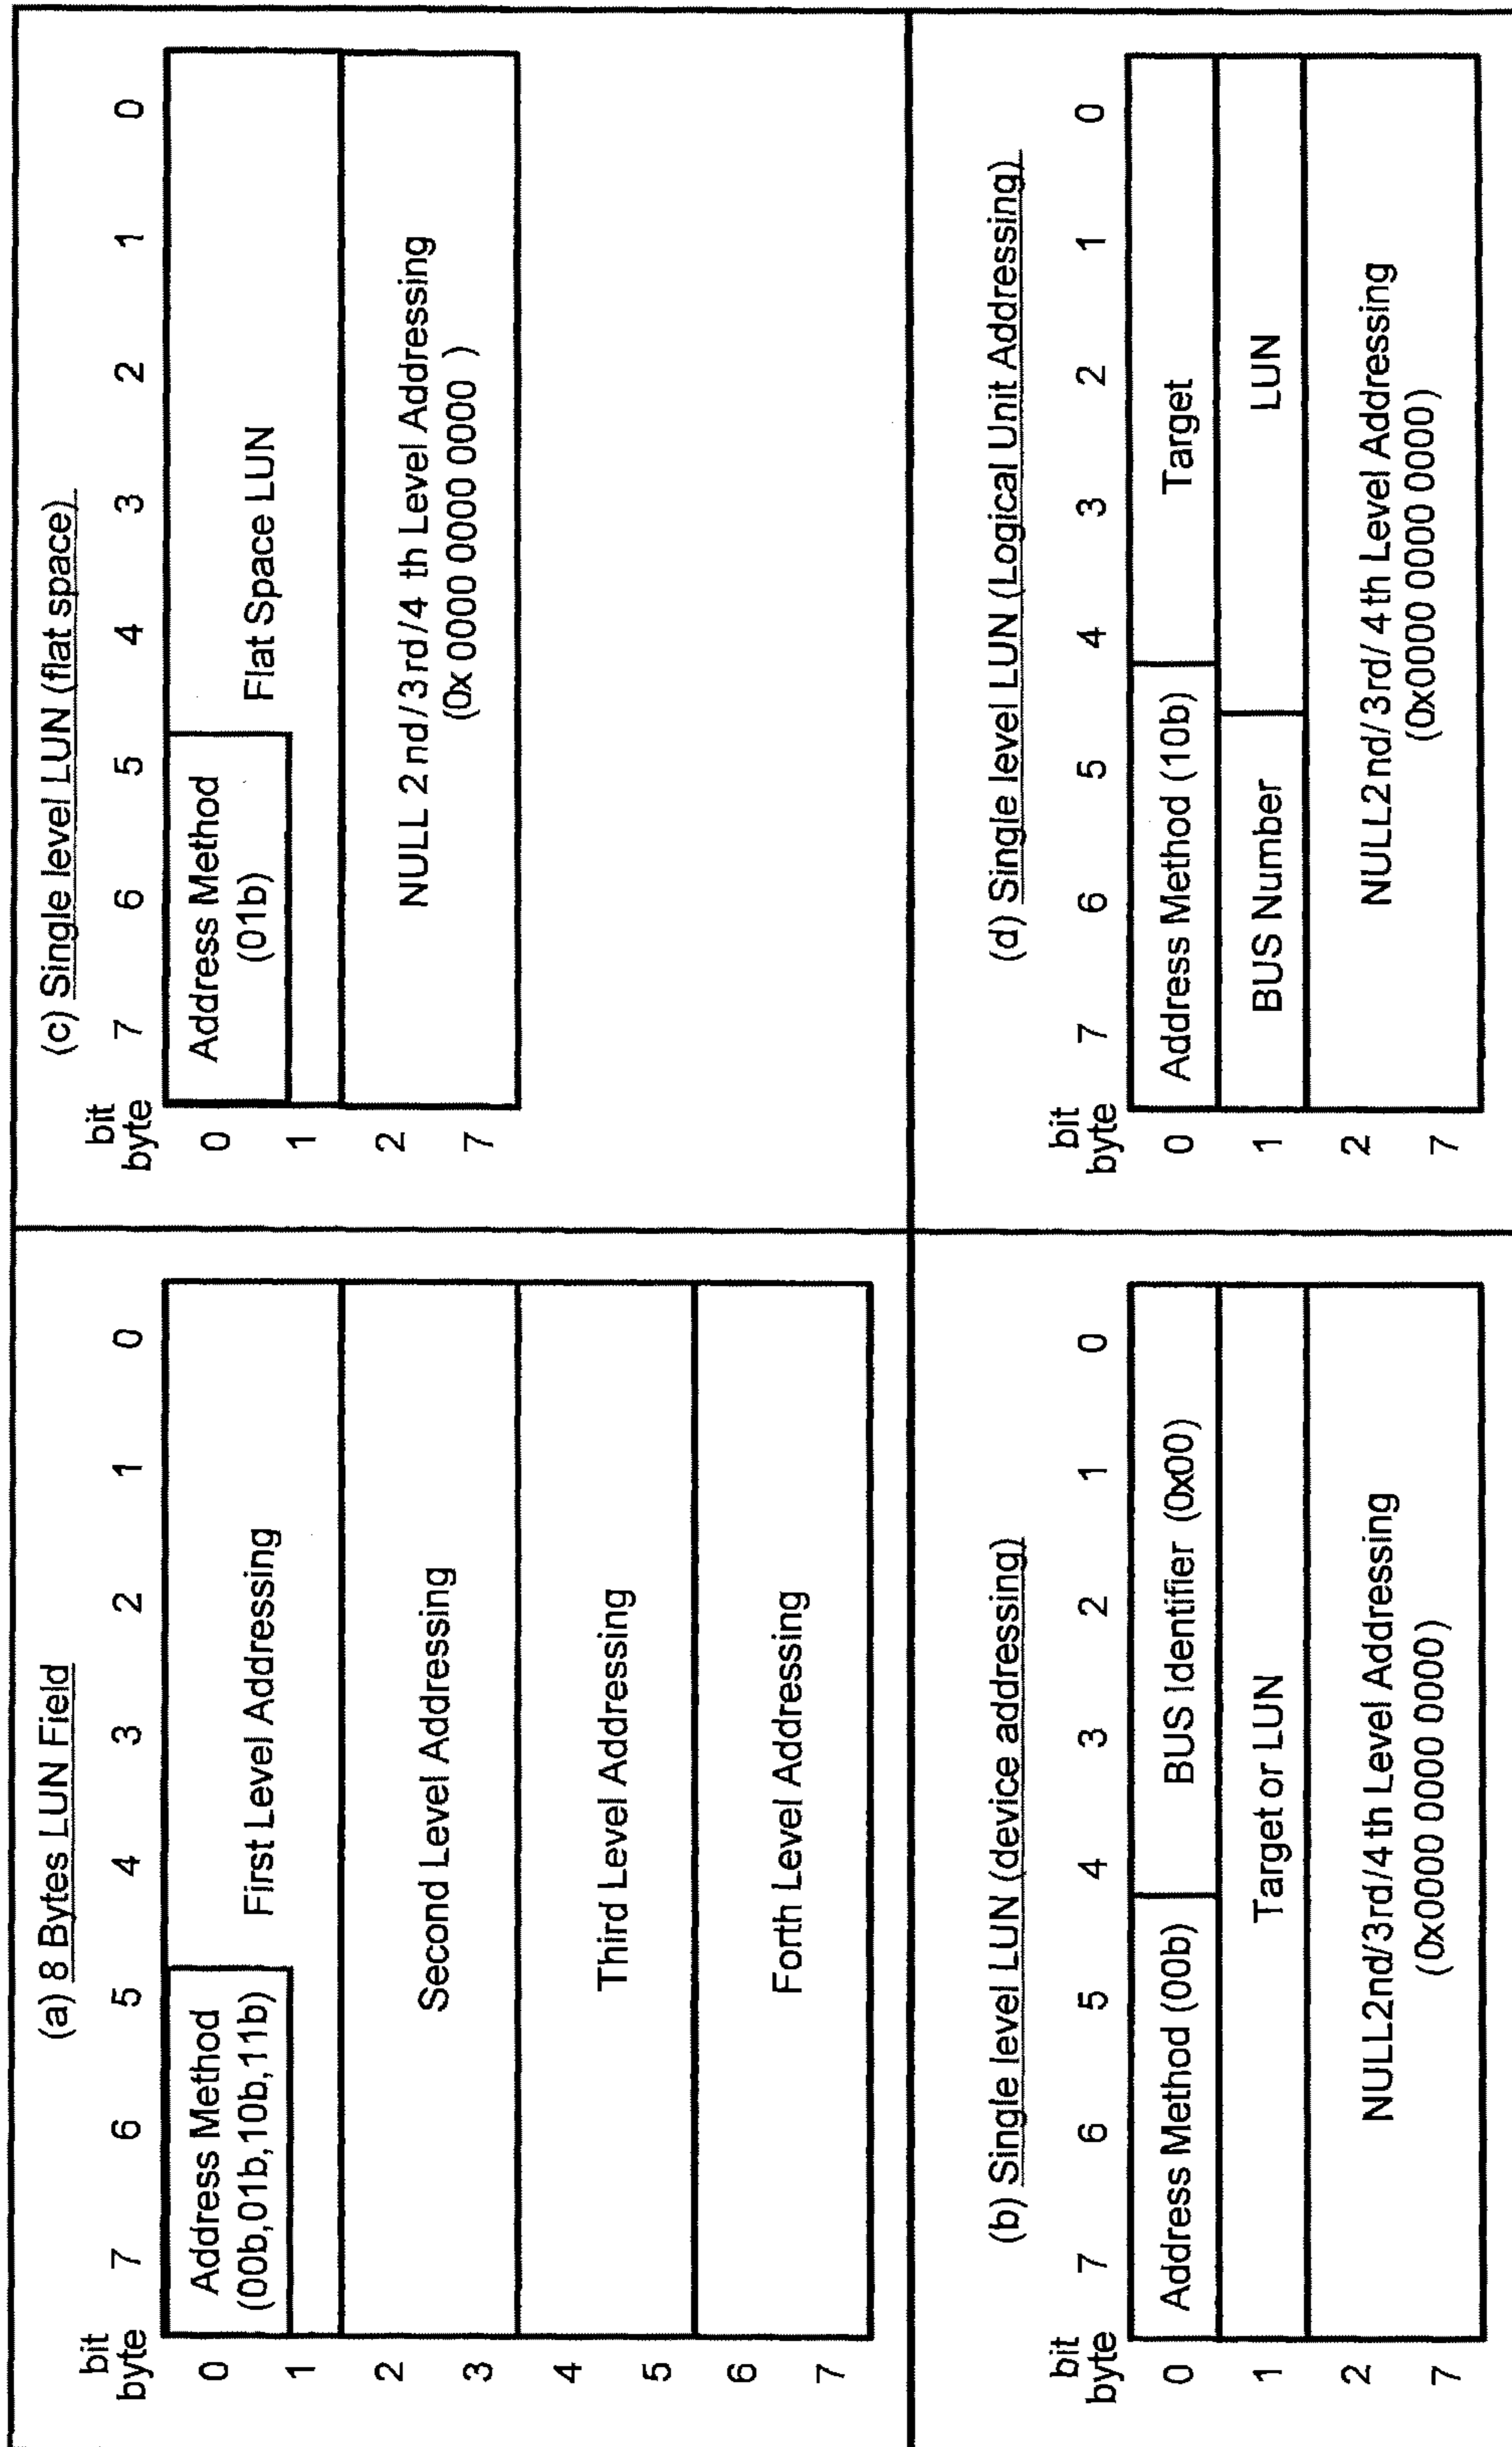 (a) 8 Bytes LUN Field
bit
byte
7 6 5 4 3 2 1 0
0
1
2
3
4
5
6
7
Address Method
(00b,01b,10b,11b)
First Level Addressing
Second Level Addressing
Third Level Addressing
Forth Level Addressing
(c) Single level LUN (flat space)
bit
byte
7 6 5 4 3 2 1 0
0
1
2
7
Address Method
(01b)
Flat Space LUN
NULL 2nd/3rd/4 th Level Addressing
(0x 0000 0000 0000 )
(b) Single level LUN (device addressing)
bit
byte
7 6 5 4 3 2 1 0
0
1
2
7
Address Method (00b)
BUS Identifier (0x00)
Target or LUN
NULL2nd/3rd/4 th Level Addressing
(0x0000 0000 0000)
(d) Single level LUN (Logical Unit Addressing)
bit
byte
7 6 5 4 3 2 1 0
0
1
2
7
Address Method (10b)
Target
BUS Number
LUN
NULL2nd/3rd/ 4 th Level Addressing
(0x0000 0000 0000)